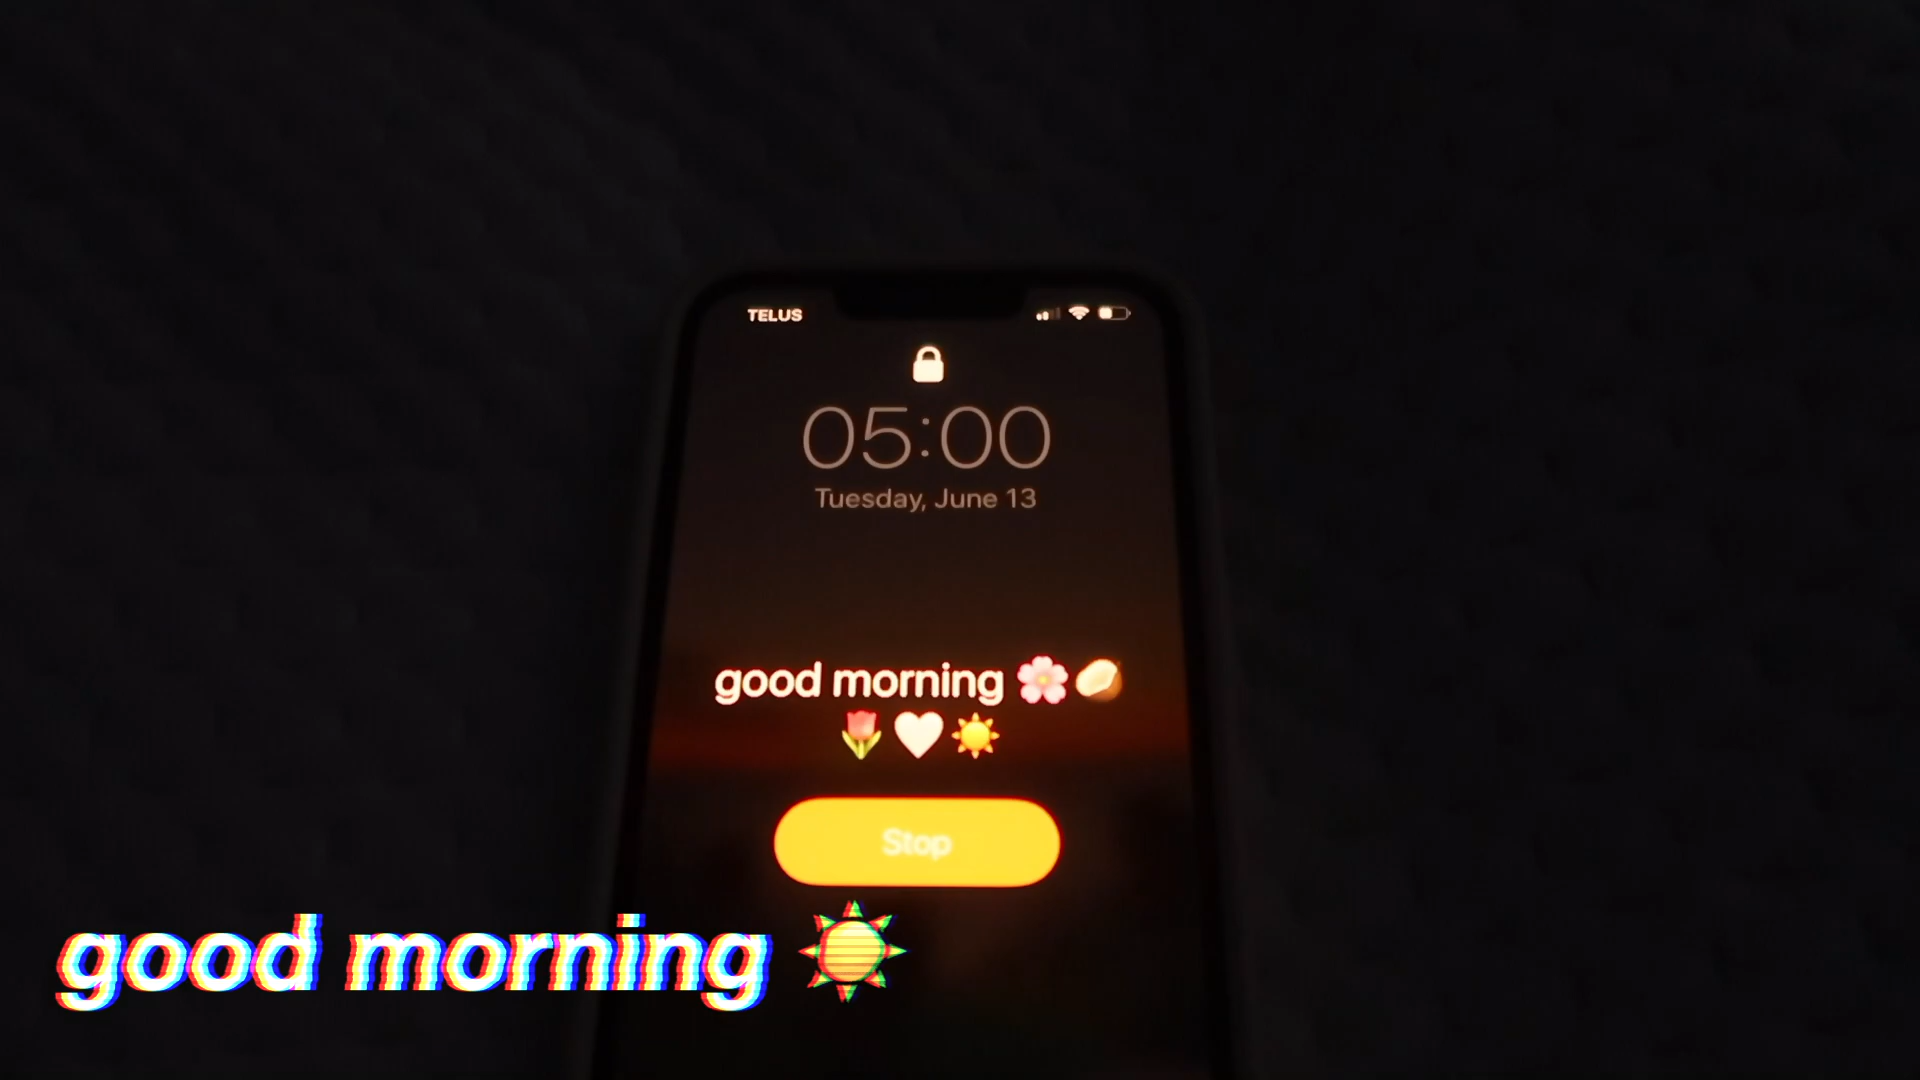 TELUS
05:00
Tuesday, June 13
good morning 🌸🥭
🌷🤍☀️
Stop
good morning ☀️